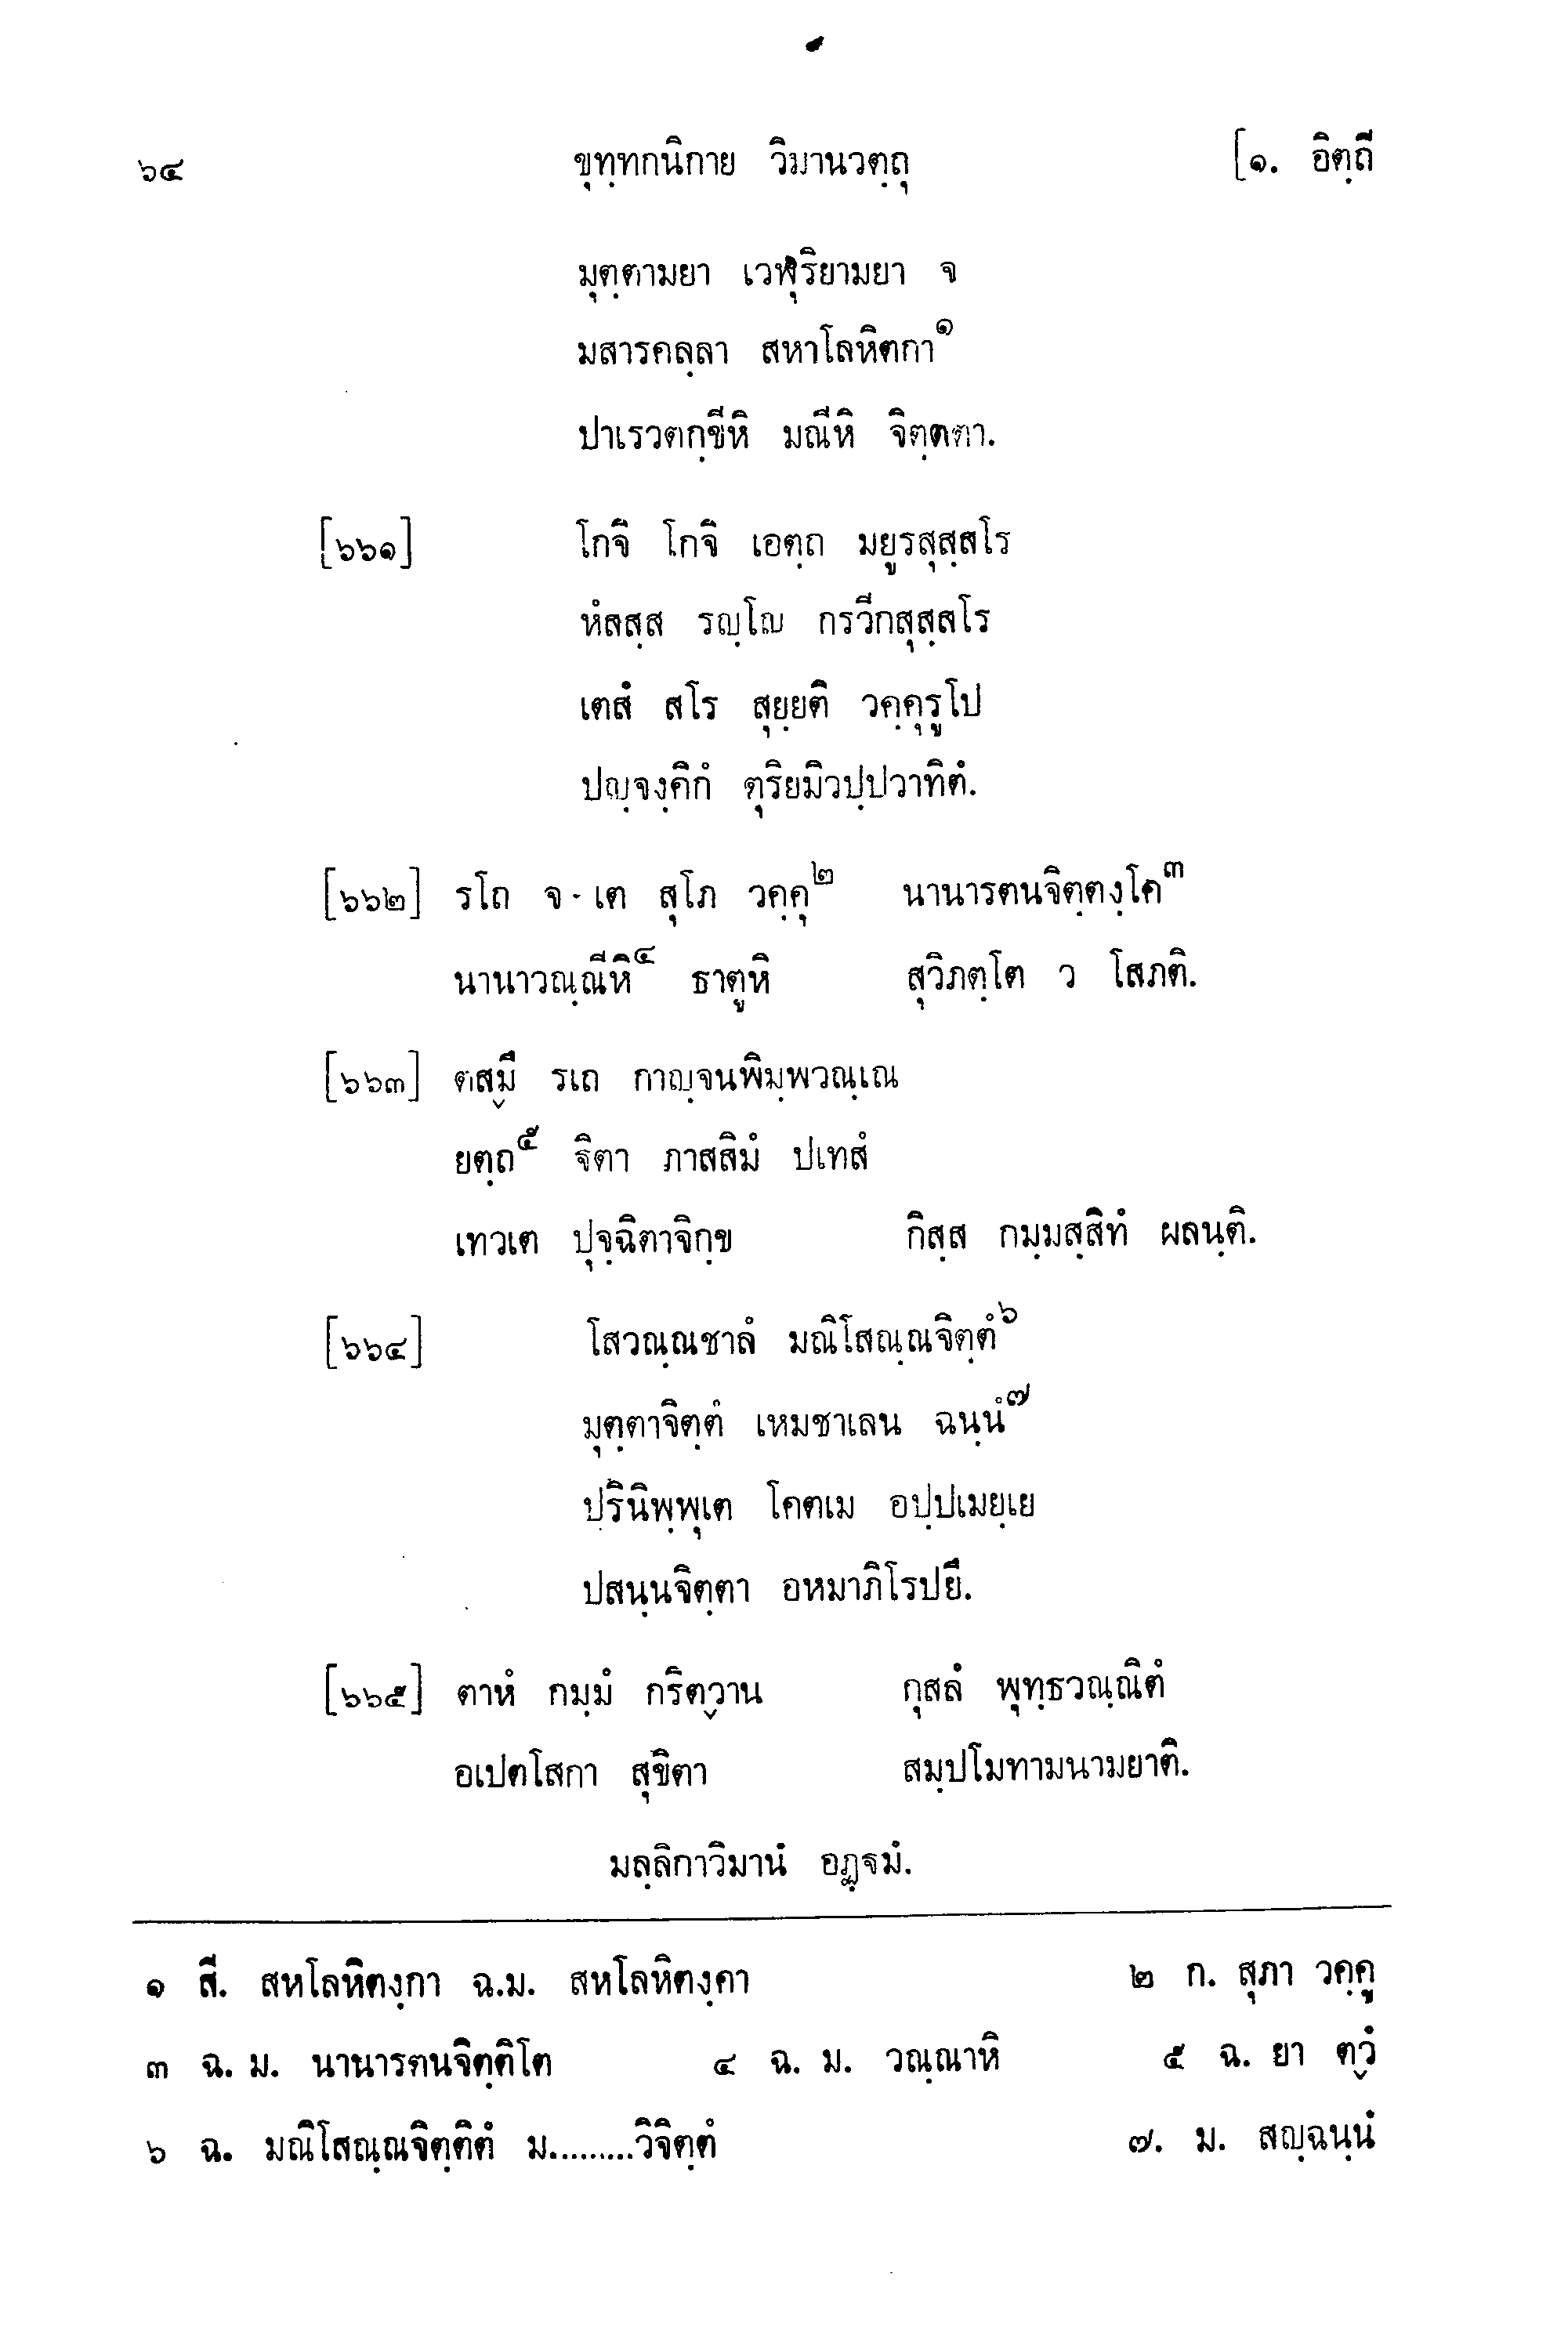 ๖๔ ขุทฺทกนิกาย วิมานวตฺถุ [๑. อิตฺถี
มุตฺตามยา เวฬุริยามยา จ
มสารคลฺลา สหาโลหิตกา๑
ปาเรวตกฺขีหิ มณีหิ จิตฺตตา.
[๖๖๑] โกจิ โกจิ เอตฺถ มยูรสุสฺสโร
หํสสฺส รญฺโญ กรวีกสุสฺสโร
เตสํ สโร สุยฺยติ วคฺคุรูโป
ปญฺจงฺคิกํ ตุริยมิวปฺปวาทิตํ.
[๖๖๒] รโถ จ - เต สุโภ วคฺคุ๒ นานารตนจิตฺตงฺโค๓
นานาวณฺณีหิ๔ ธาตูหิ สุวิภตฺโต ว โสภติ.
[๖๖๓] ตสฺมึ รเถ กาญฺจนพิมฺพวณฺเณ
ยตฺถ๕ จิตา ภาสสิมํ ปเทสํ
เทวเต ปุจฺฉิตาจิกฺข กิสฺส กมฺมสฺสิทํ ผลนฺติ.
[๖๖๔] โสวณฺณชาลํ มณิโสณฺณจิตฺตํ๖
มุตฺตาจิตฺตํ เหมชาเลน ฉนฺนํ๗
ปรินิพฺพุเต โคตเม อปฺปเมยฺเย
ปสนฺนจิตฺตา อหมาภิโรปยึ.
[๖๖๕] ตาหํ กมฺมํ กริตฺวาน กุสลํ พุทฺธวณฺณิตํ
อเปตโสกา สุขิตา สมฺปโมทามนามยาติ.
มลฺลิกาวิมานํ อฏฺฐมํ.
๑ สี. สหโลหิตงฺกา ฉ.ม. สหโลหิตงฺคา ๒ ก. สุภา วคฺคู
๓ ฉ. ม. นานารตนจิตฺติโต ๔ ฉ. ม. วณฺณาหิ ๕ ฉ. ยา ตฺวํ
๖ ฉ. มณิโสณฺณจิตฺติตํ ม.........วิจิตฺตํ ๗. ม. สญฺฉนฺนํ